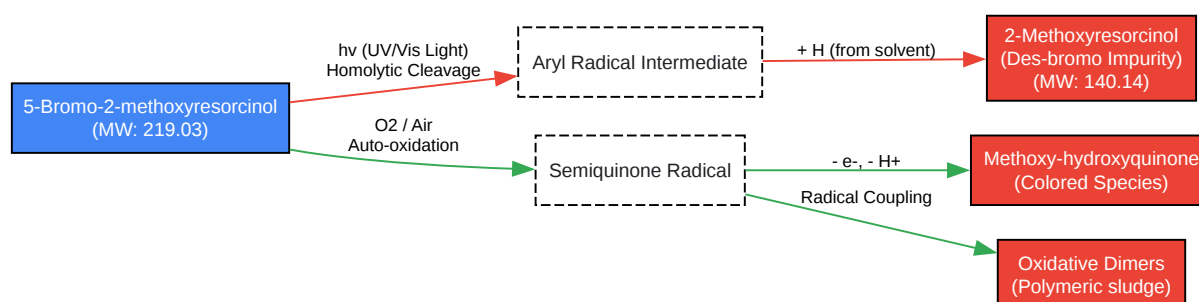 5-Bromo-2-methoxyresorcinol
(MW: 219.03)
hv (UV/Vis Light)
Homolytic Cleavage
Aryl Radical Intermediate
+ H (from solvent)
2-Methoxyresorcinol
(Des-bromo Impurity)
(MW: 140.14)
O2 / Air
Auto-oxidation
Semiquinone Radical
- e-, - H+
Methoxy-hydroxyquinone
(Colored Species)
Radical Coupling
Oxidative Dimers
(Polymeric sludge)